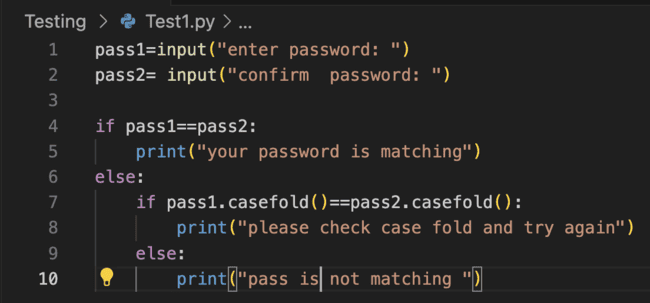 Testing > Test1.py > ...
1 pass1=input("enter password: ")
2 pass2= input("confirm  password: ")
3
4 if pass1==pass2:
5     print("your password is matching")
6 else:
7     if pass1.casefold()==pass2.casefold():
8         print("please check case fold and try again")
9     else:
10         print("pass is not matching ")